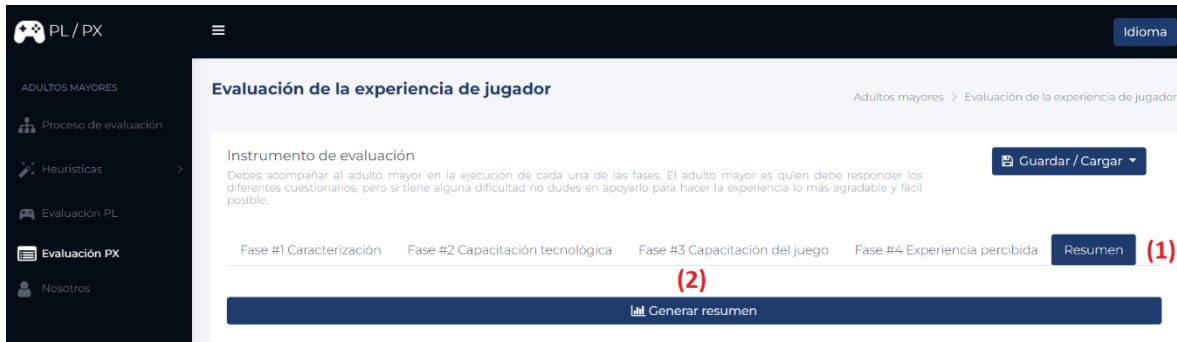 PL / PX
Idioma
ADULTOS MAYORES
Proceso de evaluación
Heuristicas
Evaluación PL
Evaluación PX
Nosotros
Evaluación de la experiencia de jugador
Adultos mayores > Evaluación de la experiencia de jugador
Instrumento de evaluación
Guardar / Cargar
Debes acompañar al adulto mayor en la ejecución de cada una de las fases. El adulto mayor es quien debe responder los
diferentes cuestionarios, pero si tiene alguna dificultad no dudes en apoyarlo para hacer la experiencia lo más agradable y fácil
posible.
Fase #1 Caracterización Fase #2 Capacitación tecnológica Fase #3 Capacitación del juego Fase #4 Experiencia percibida Resumen (1)
(2)
Generar resumen